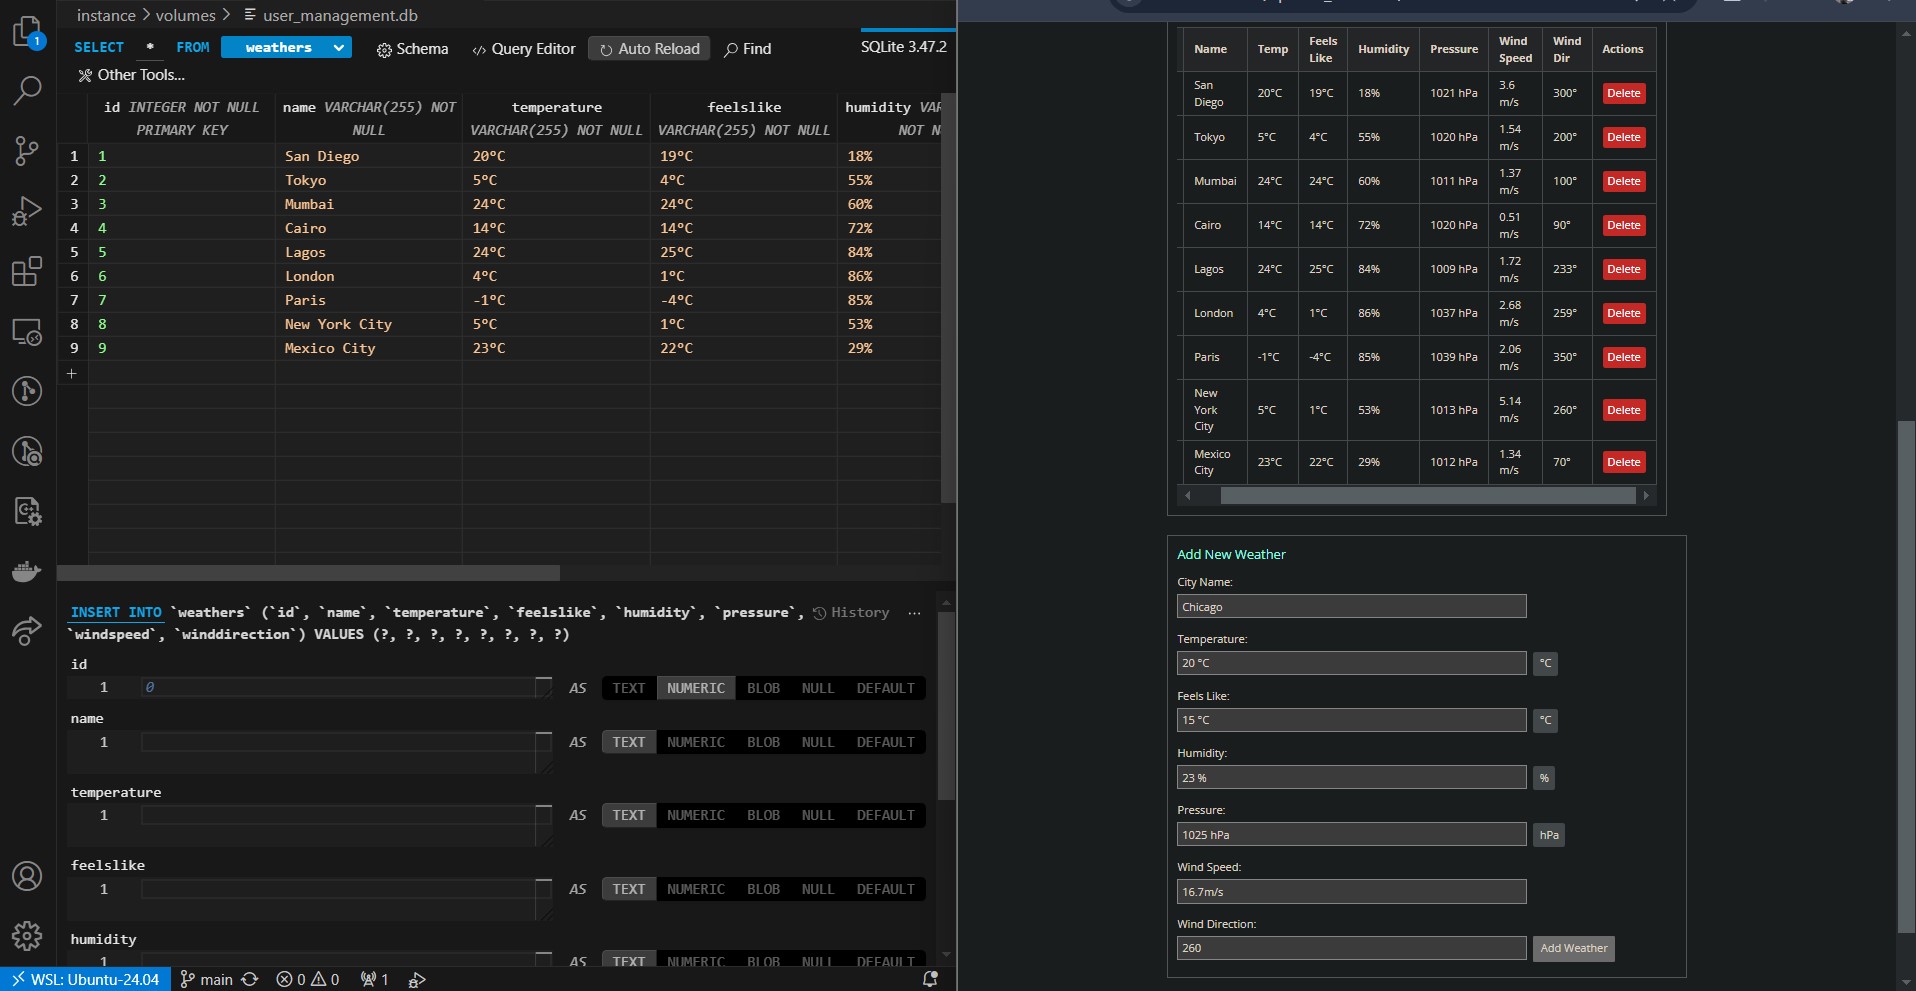 instance > volumes > user_management.db
SELECT * FROM weathers Schema Query Editor Auto Reload Find SQLite 3.47.2
Other Tools...
id INTEGER NOT NULL PRIMARY KEY name VARCHAR(255) NOT NULL temperature VARCHAR(255) NOT NULL feelslike VARCHAR(255) NOT NULL humidity
1 1 San Diego 20°C 19°C 18%
2 2 Tokyo 5°C 4°C 55%
3 3 Mumbai 24°C 24°C 60%
4 4 Cairo 14°C 14°C 72%
5 5 Lagos 24°C 25°C 84%
6 6 London 4°C 1°C 86%
7 7 Paris -1°C -4°C 85%
8 8 New York City 5°C 1°C 53%
9 9 Mexico City 23°C 22°C 29%
+
INSERT INTO `weathers` (`id`, `name`, `temperature`, `feelslike`, `humidity`, `pressure`, History ...
`windspeed`, `winddirection`) VALUES (?, ?, ?, ?, ?, ?, ?, ?)
id
1 0 AS TEXT NUMERIC BLOB NULL DEFAULT
name
1 AS TEXT NUMERIC BLOB NULL DEFAULT
temperature
1 AS TEXT NUMERIC BLOB NULL DEFAULT
feelslike
1 AS TEXT NUMERIC BLOB NULL DEFAULT
humidity
1 AS TEXT NUMERIC BLOB NULL DEFAULT
1
WSL: Ubuntu-24.04 main 0 0 1
Name Temp Feels Like Humidity Pressure Wind Speed Wind Dir Actions
San Diego 20°C 19°C 18% 1021 hPa 3.6 m/s 300° Delete
Tokyo 5°C 4°C 55% 1020 hPa 1.54 m/s 200° Delete
Mumbai 24°C 24°C 60% 1011 hPa 1.37 m/s 100° Delete
Cairo 14°C 14°C 72% 1020 hPa 0.51 m/s 90° Delete
Lagos 24°C 25°C 84% 1009 hPa 1.72 m/s 233° Delete
London 4°C 1°C 86% 1037 hPa 2.68 m/s 259° Delete
Paris -1°C -4°C 85% 1039 hPa 2.06 m/s 350° Delete
New York City 5°C 1°C 53% 1013 hPa 5.14 m/s 260° Delete
Mexico City 23°C 22°C 29% 1012 hPa 1.34 m/s 70° Delete
Add New Weather
City Name:
Chicago
Temperature:
20 °C °C
Feels Like:
15 °C °C
Humidity:
23 % %
Pressure:
1025 hPa hPa
Wind Speed:
16.7m/s
Wind Direction:
260 Add Weather